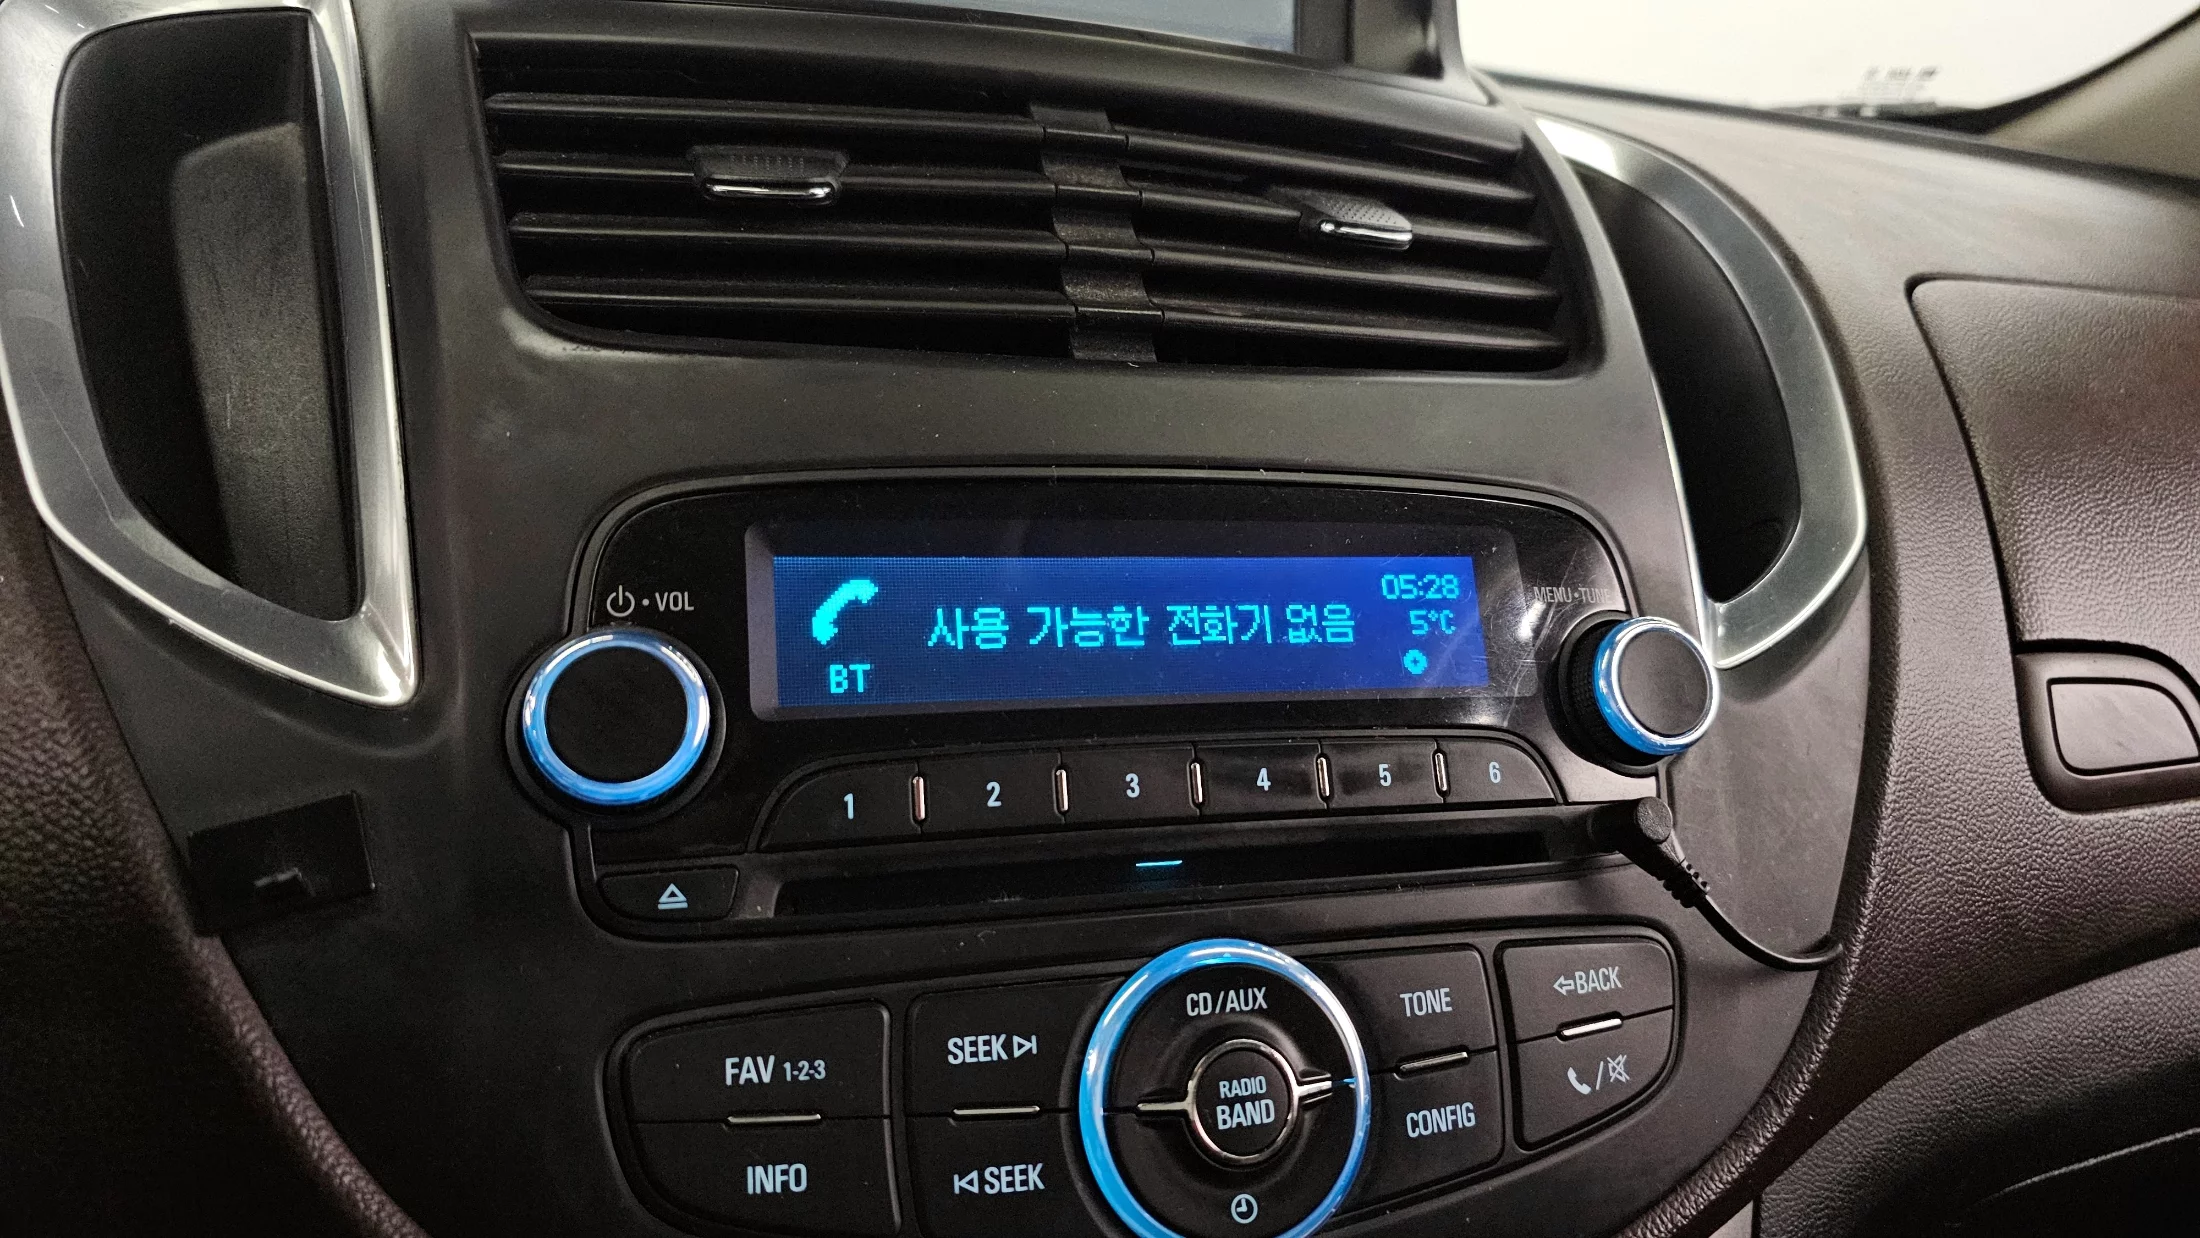 VOL
MENU•TUNE
05:28
사용 가능한 전화기 없음
5°C
BT
1 2 3 4 5 6
CD/AUX
TONE
BACK
SEEK
FAV 1-2-3
RADIO
BAND
CONFIG
INFO
SEEK